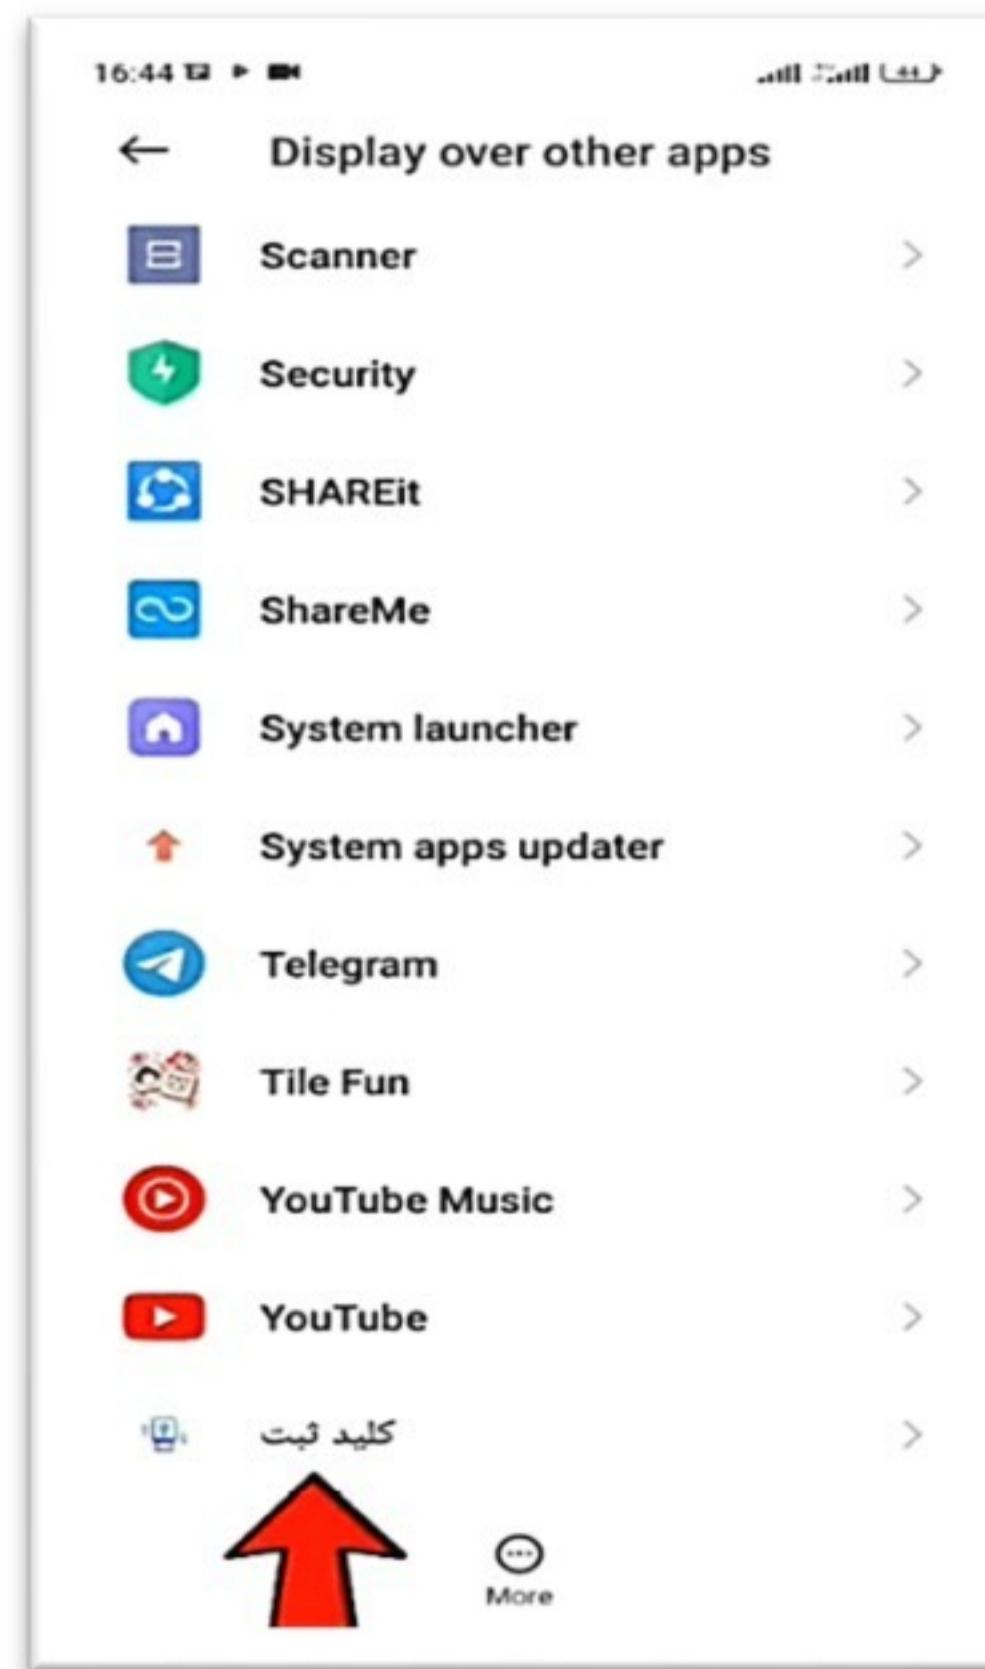 16:44
44
Display over other apps
Scanner
Security
SHAREit
ShareMe
System launcher
System apps updater
Telegram
Tile Fun
YouTube Music
YouTube
کلید ثبت
More